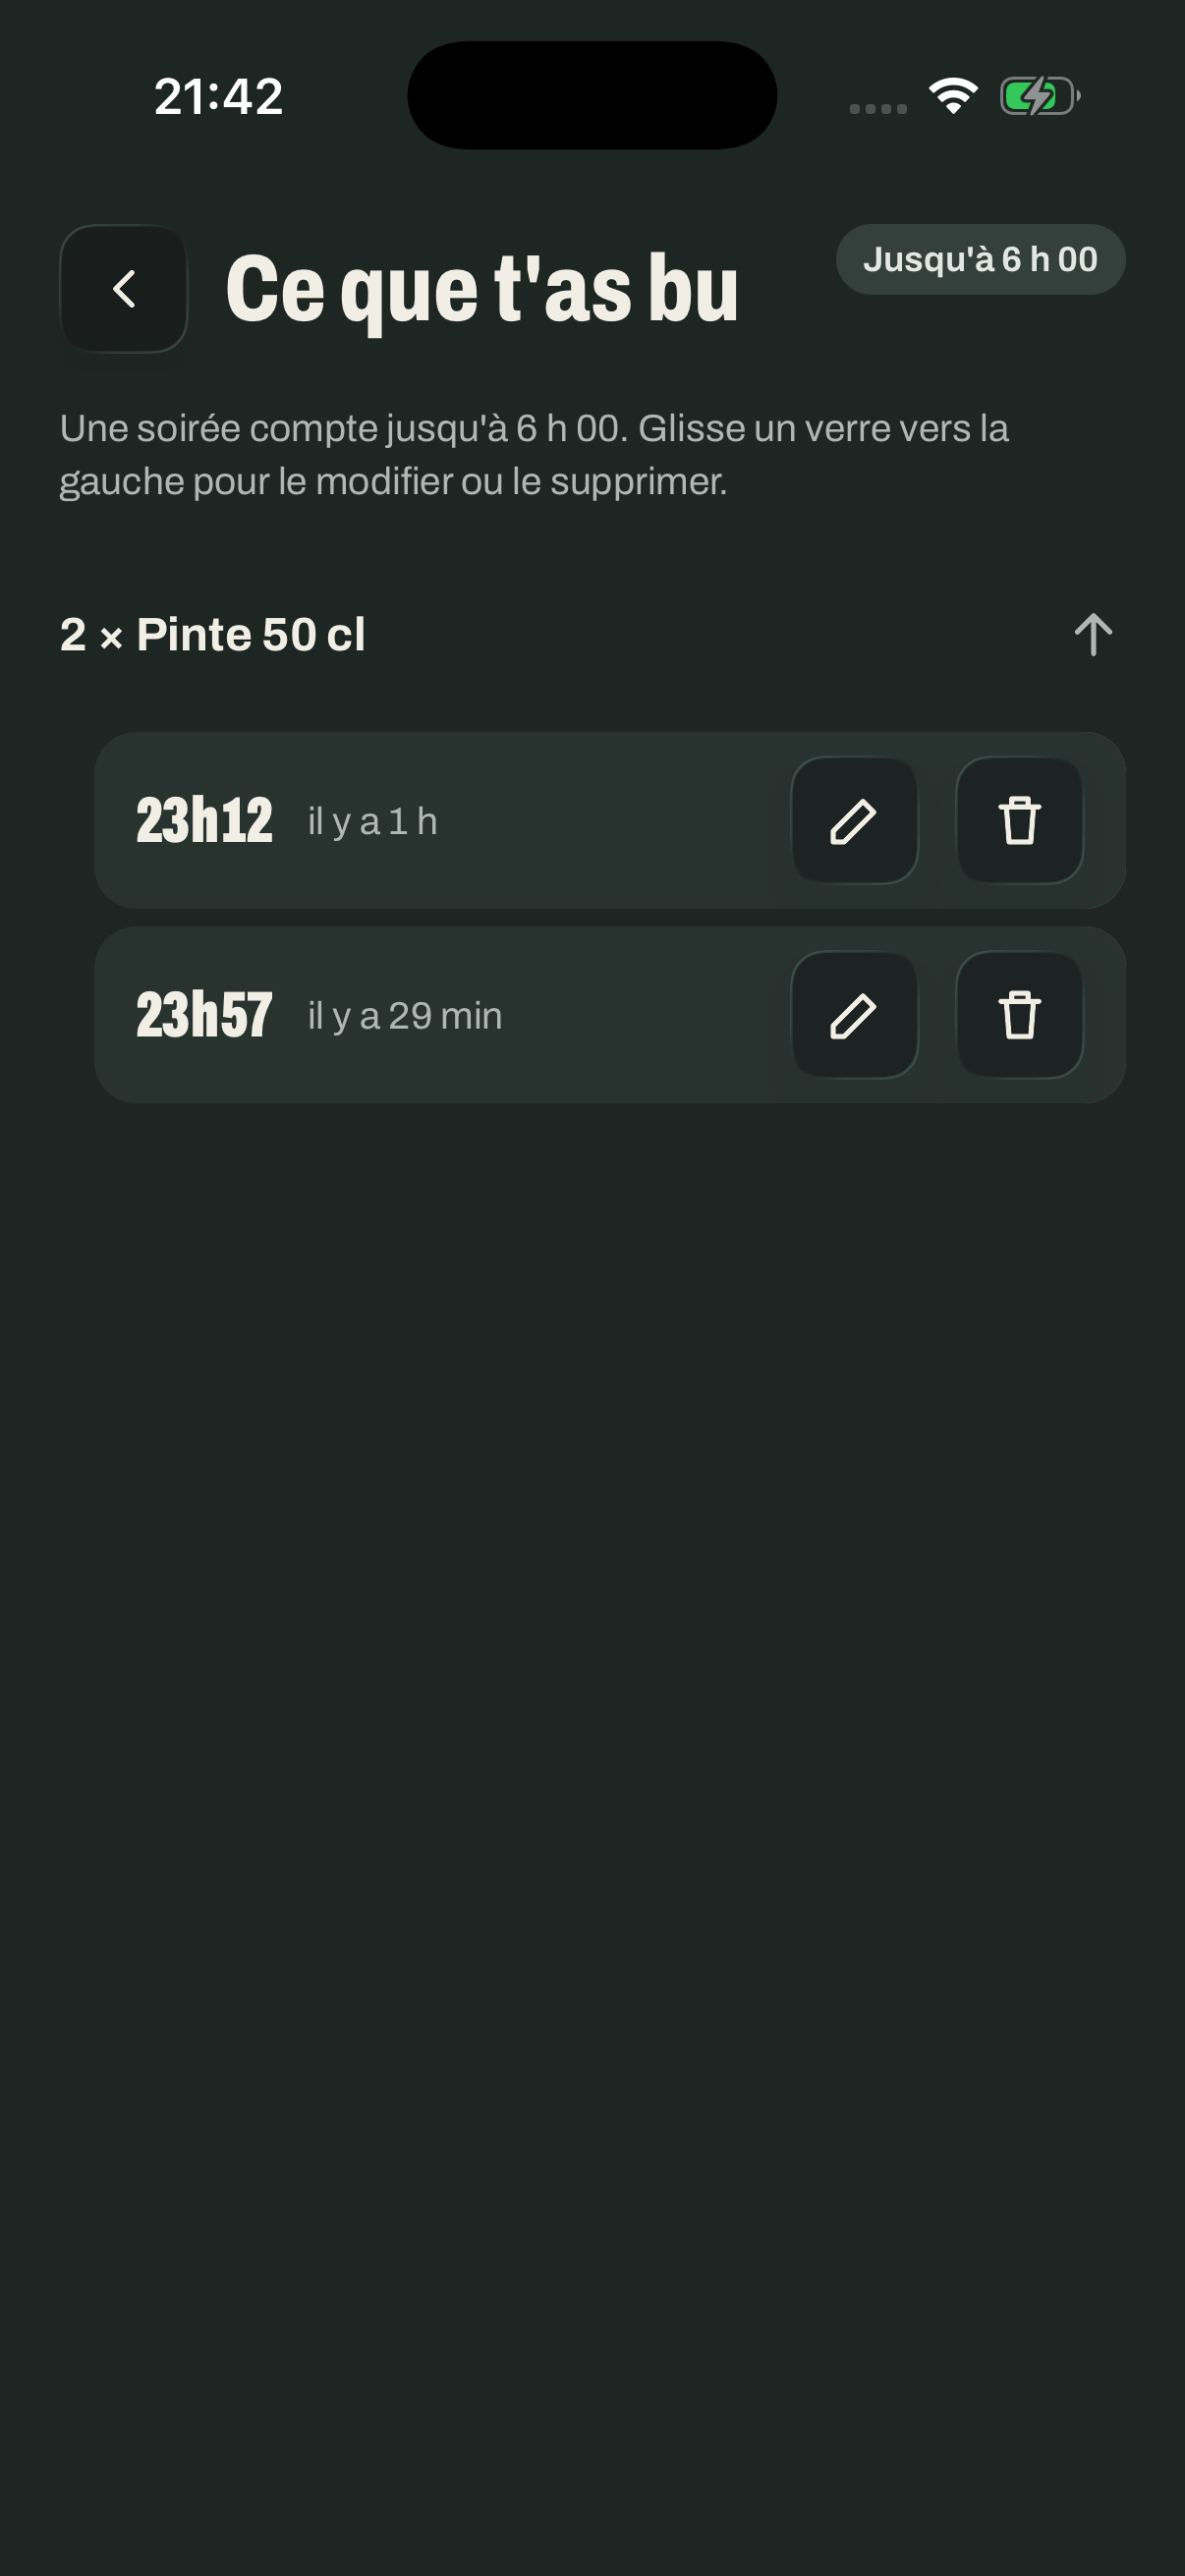 21:42
Ce que t'as bu
Jusqu'à 6 h 00
Une soirée compte jusqu'à 6 h 00. Glisse un verre vers la
gauche pour le modifier ou le supprimer.
2 × Pinte 50 cl
23h12 il y a 1 h
23h57 il y a 29 min